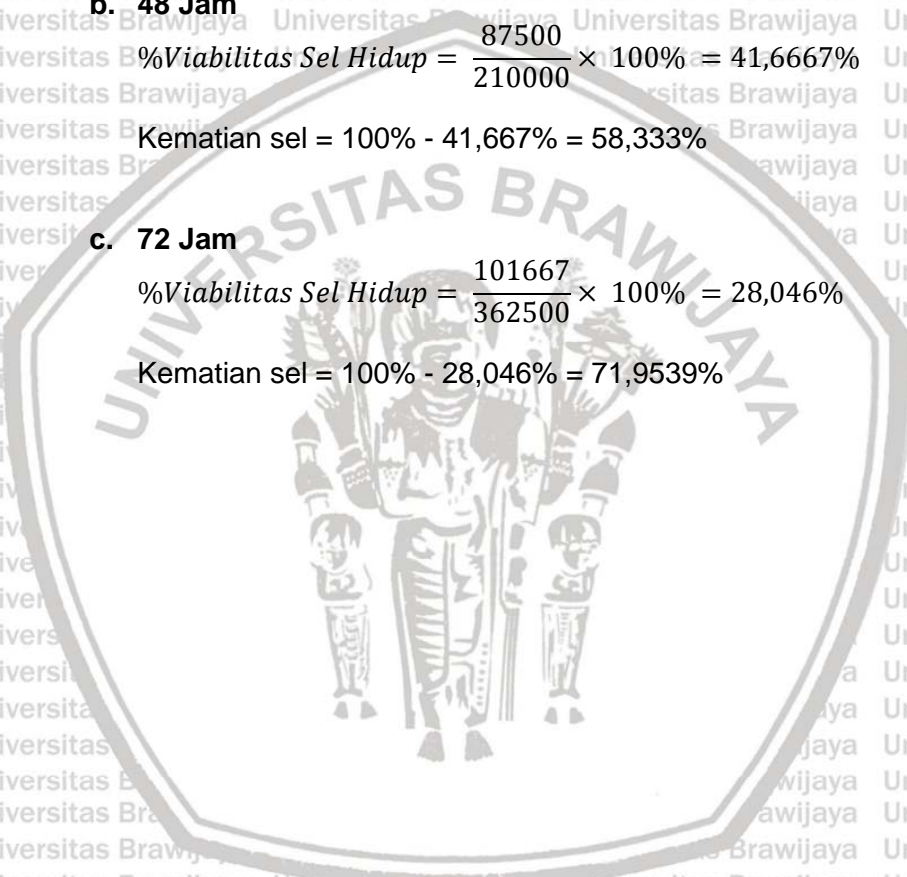 b. 48 Jam
%Viabilitas Sel Hidup = 87500/210000 × 100% = 41,6667%
Kematian sel = 100% - 41,667% = 58,333%
c. 72 Jam
%Viabilitas Sel Hidup = 101667/362500 × 100% = 28,046%
Kematian sel = 100% - 28,046% = 71,9539%
UNIVERSITAS BRAWIJAYA